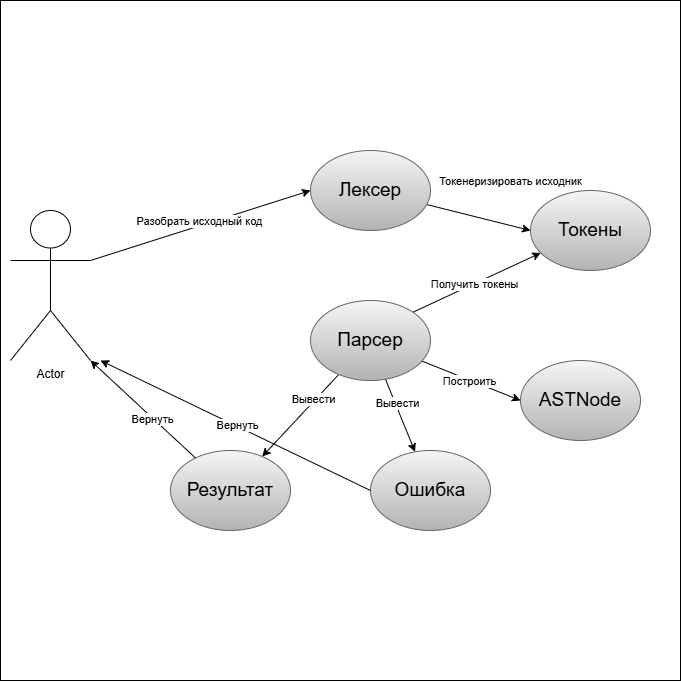 Лексер
Токенеризировать исходник
Разобрать исходный код
Токены
Получить токены
Парсер
Actor
Построить
ASTNode
Вывести
Вывести
Вернуть
Вернуть
Результат
Ошибка